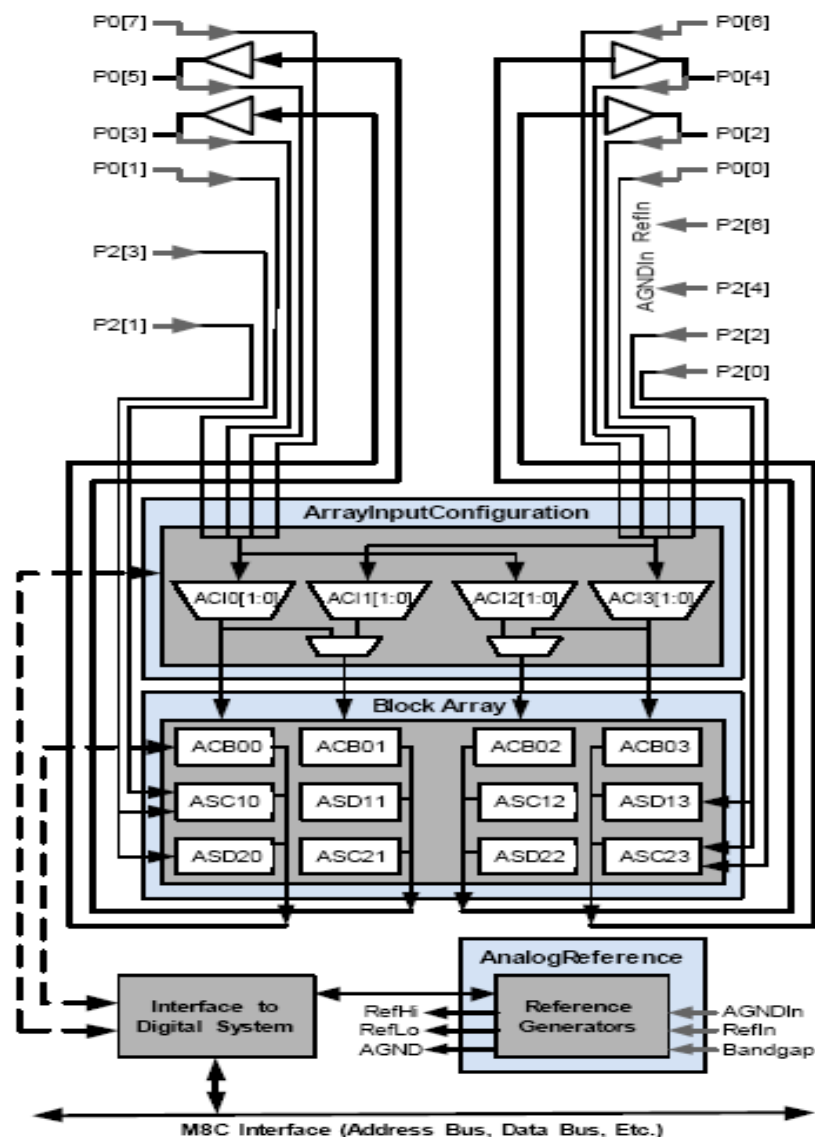 P0[7]
P0[6]
P0[5]
P0[4]
P0[3]
P0[2]
P0[1]
P0[0]
AGNDIn RefIn
P2[6]
P2[3]
P2[4]
P2[1]
P2[2]
P2[0]
ArrayInputConfiguration
ACI0[1:0]
ACI1[1:0]
ACI2[1:0]
ACI3[1:0]
Block Array
ACB00
ACB01
ACB02
ACB03
ASC10
ASD11
ASC12
ASD13
ASD20
ASC21
ASD22
ASC23
AnalogReference
Interface to
Digital System
RefHi
RefLo
AGND
Reference
Generators
AGNDIn
RefIn
Bandgap
M8C Interface (Address Bus, Data Bus, Etc.)